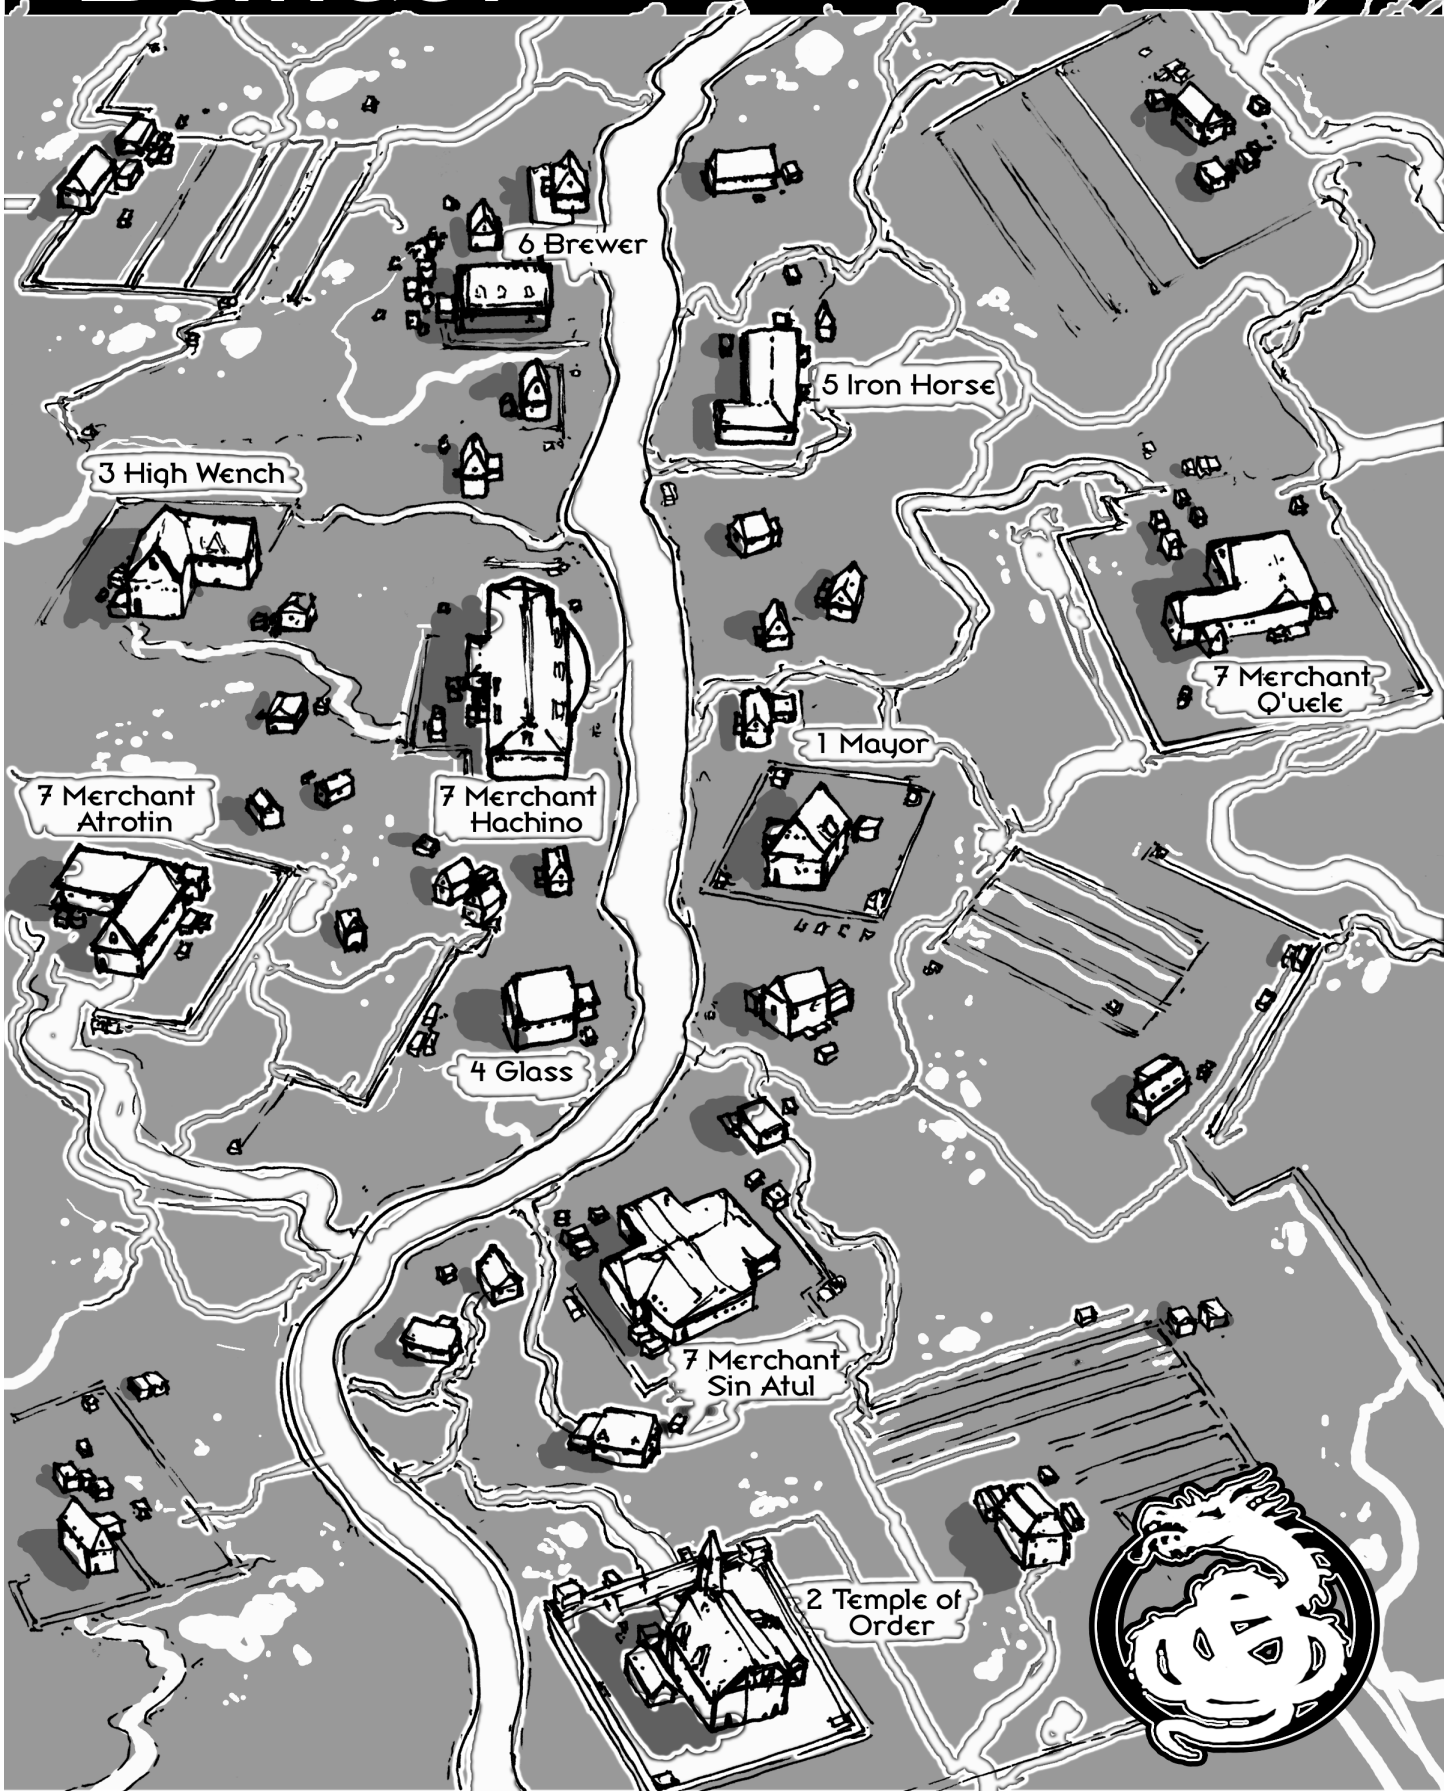 6 Brewer
5 Iron Horse
3 High Wench
7 Merchant
Q'uele
1 Mayor
7 Merchant
Atrotin
7 Merchant
Hachino
4 Glass
7 Merchant
Sin Atul
2 Temple of
Order